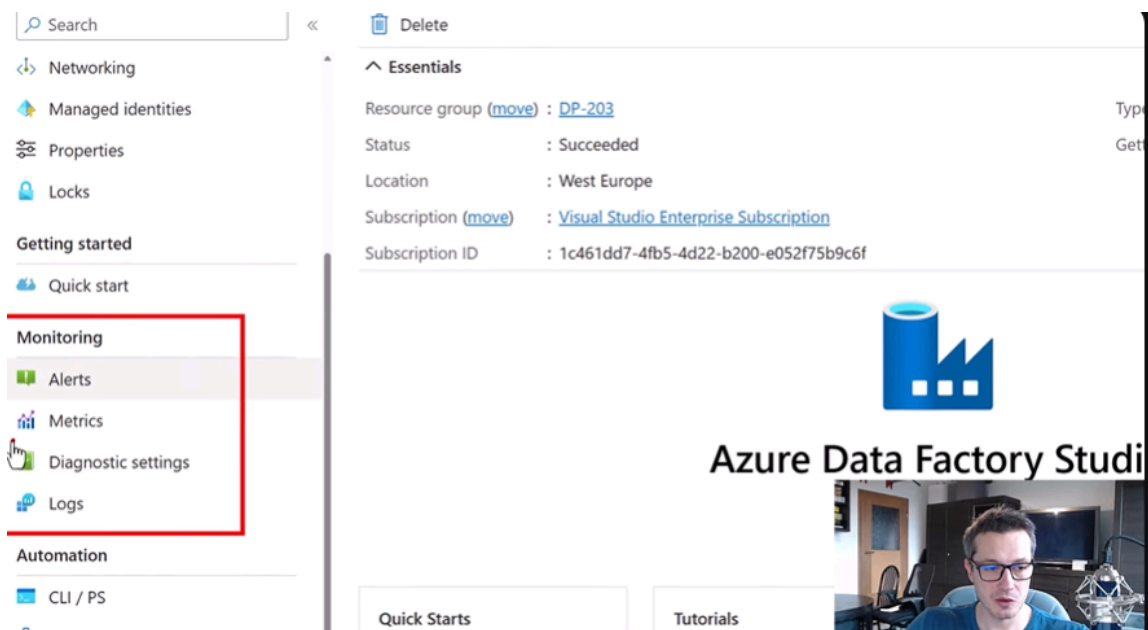 Search
Networking
Managed identities
Properties
Locks
Getting started
Quick start
Monitoring
Alerts
Metrics
Diagnostic settings
Logs
Automation
CLI / PS
Delete
Essentials
Resource group (move) : DP-203
Status : Succeeded
Location : West Europe
Subscription (move) : Visual Studio Enterprise Subscription
Subscription ID : 1c461dd7-4fb5-4d22-b200-e052f75b9c6f
Typ
Gett
Azure Data Factory Studi
Quick Starts
Tutorials